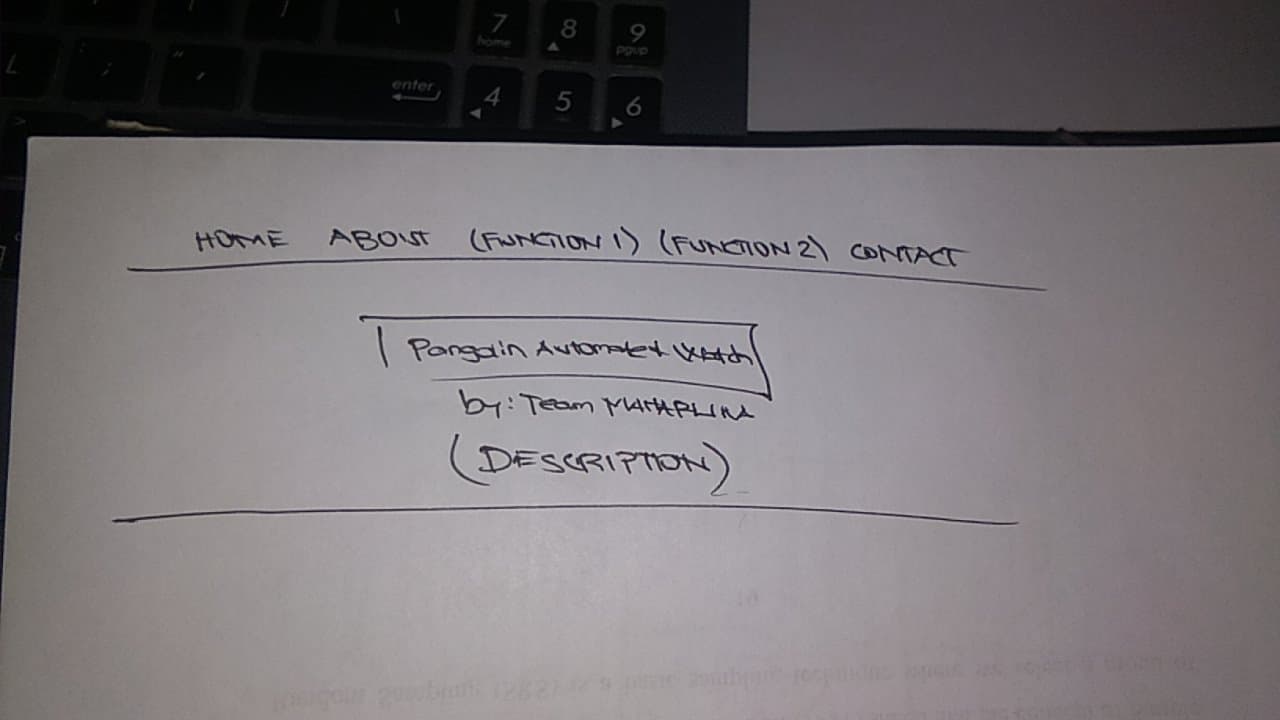 7 8 9
home pgup
L ; " ,
enter 4 5 6
HOME ABOUT (FUNCTION 1) (FUNCTION 2) CONTACT
Pangolin Automated Watch
by: Team
(DESCRIPTION)